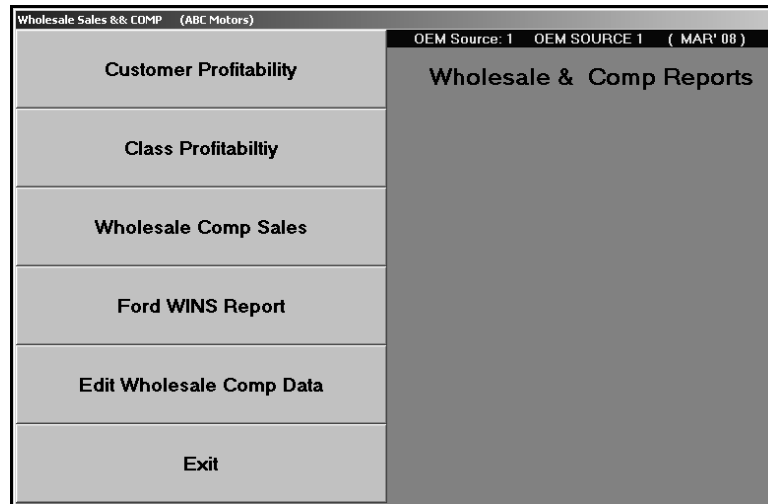 Wholesale Sales && COMP (ABC Motors)
OEM Source: 1 OEM SOURCE 1 ( MAR' 08 )
Wholesale & Comp Reports
Customer Profitability
Class Profitabiltiy
Wholesale Comp Sales
Ford WINS Report
Edit Wholesale Comp Data
Exit